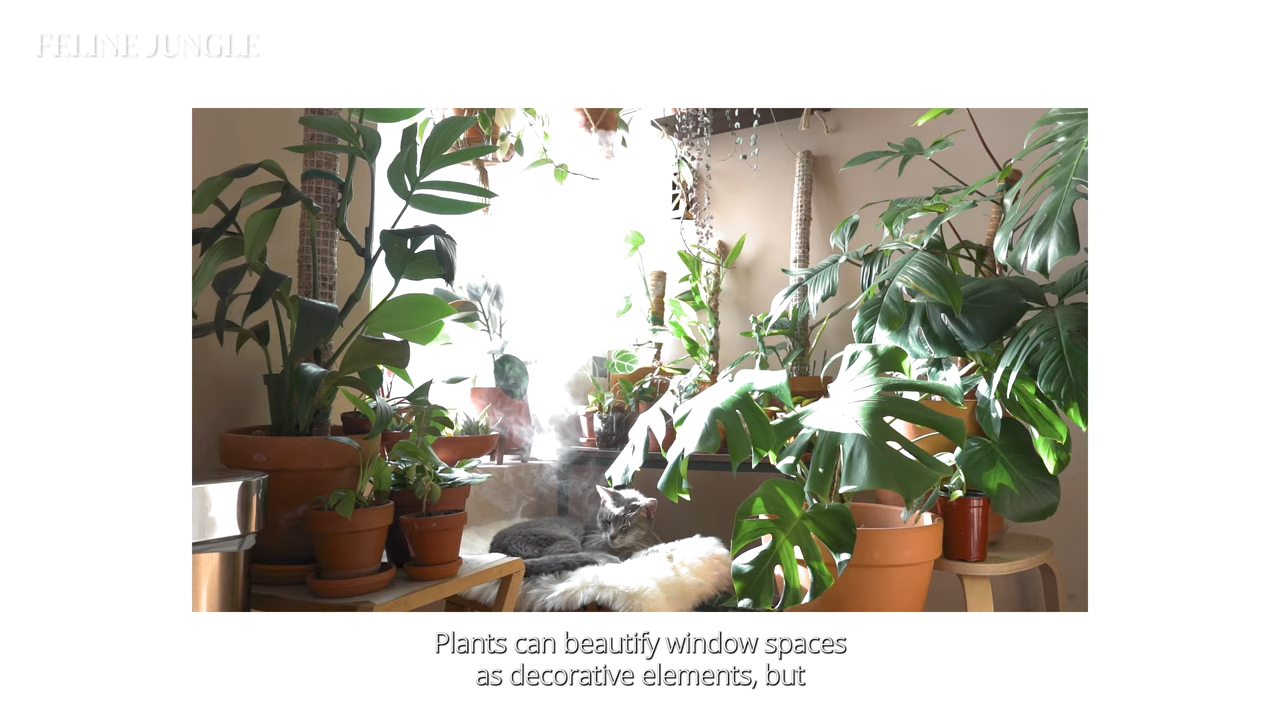 FELINE JUNGLE
Plants can beautify window spaces
as decorative elements, but